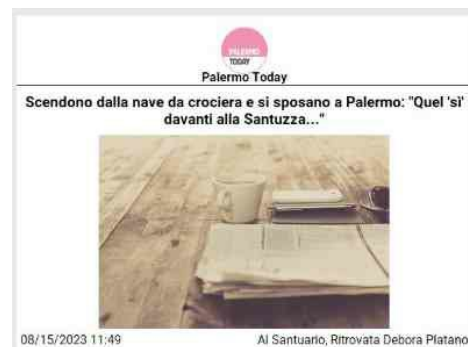 PALERMO
TODAY
Palermo Today
Scendono dalla nave da crociera e si sposano a Palermo: "Quel 'sì'
davanti alla Santuzza..."
08/15/2023 11:49
Al Santuario, Ritrovata Debora Platano